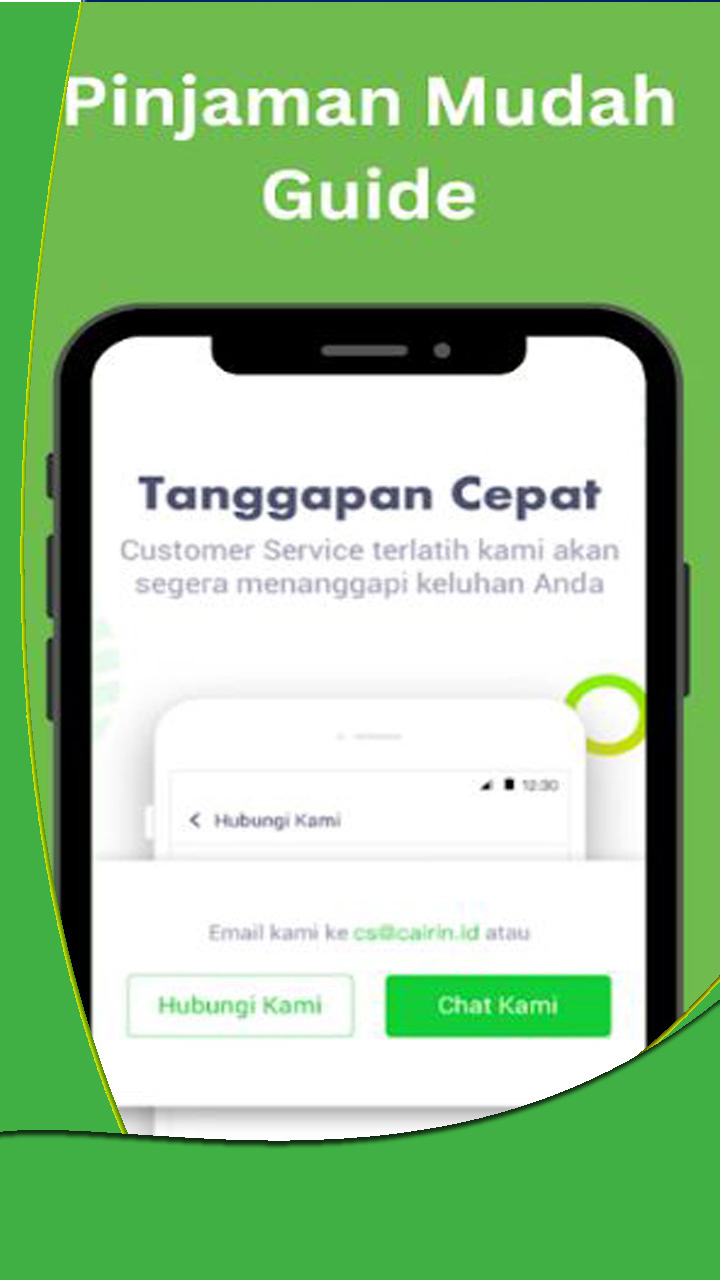 Pinjaman Mudah
Guide
Tanggapan Cepat
Customer Service terlatih kami akan
segera menanggapi keluhan Anda
12:30
Hubungi Kami
Email kami ke cs@cairin.id atau
Hubungi Kami
Chat Kami